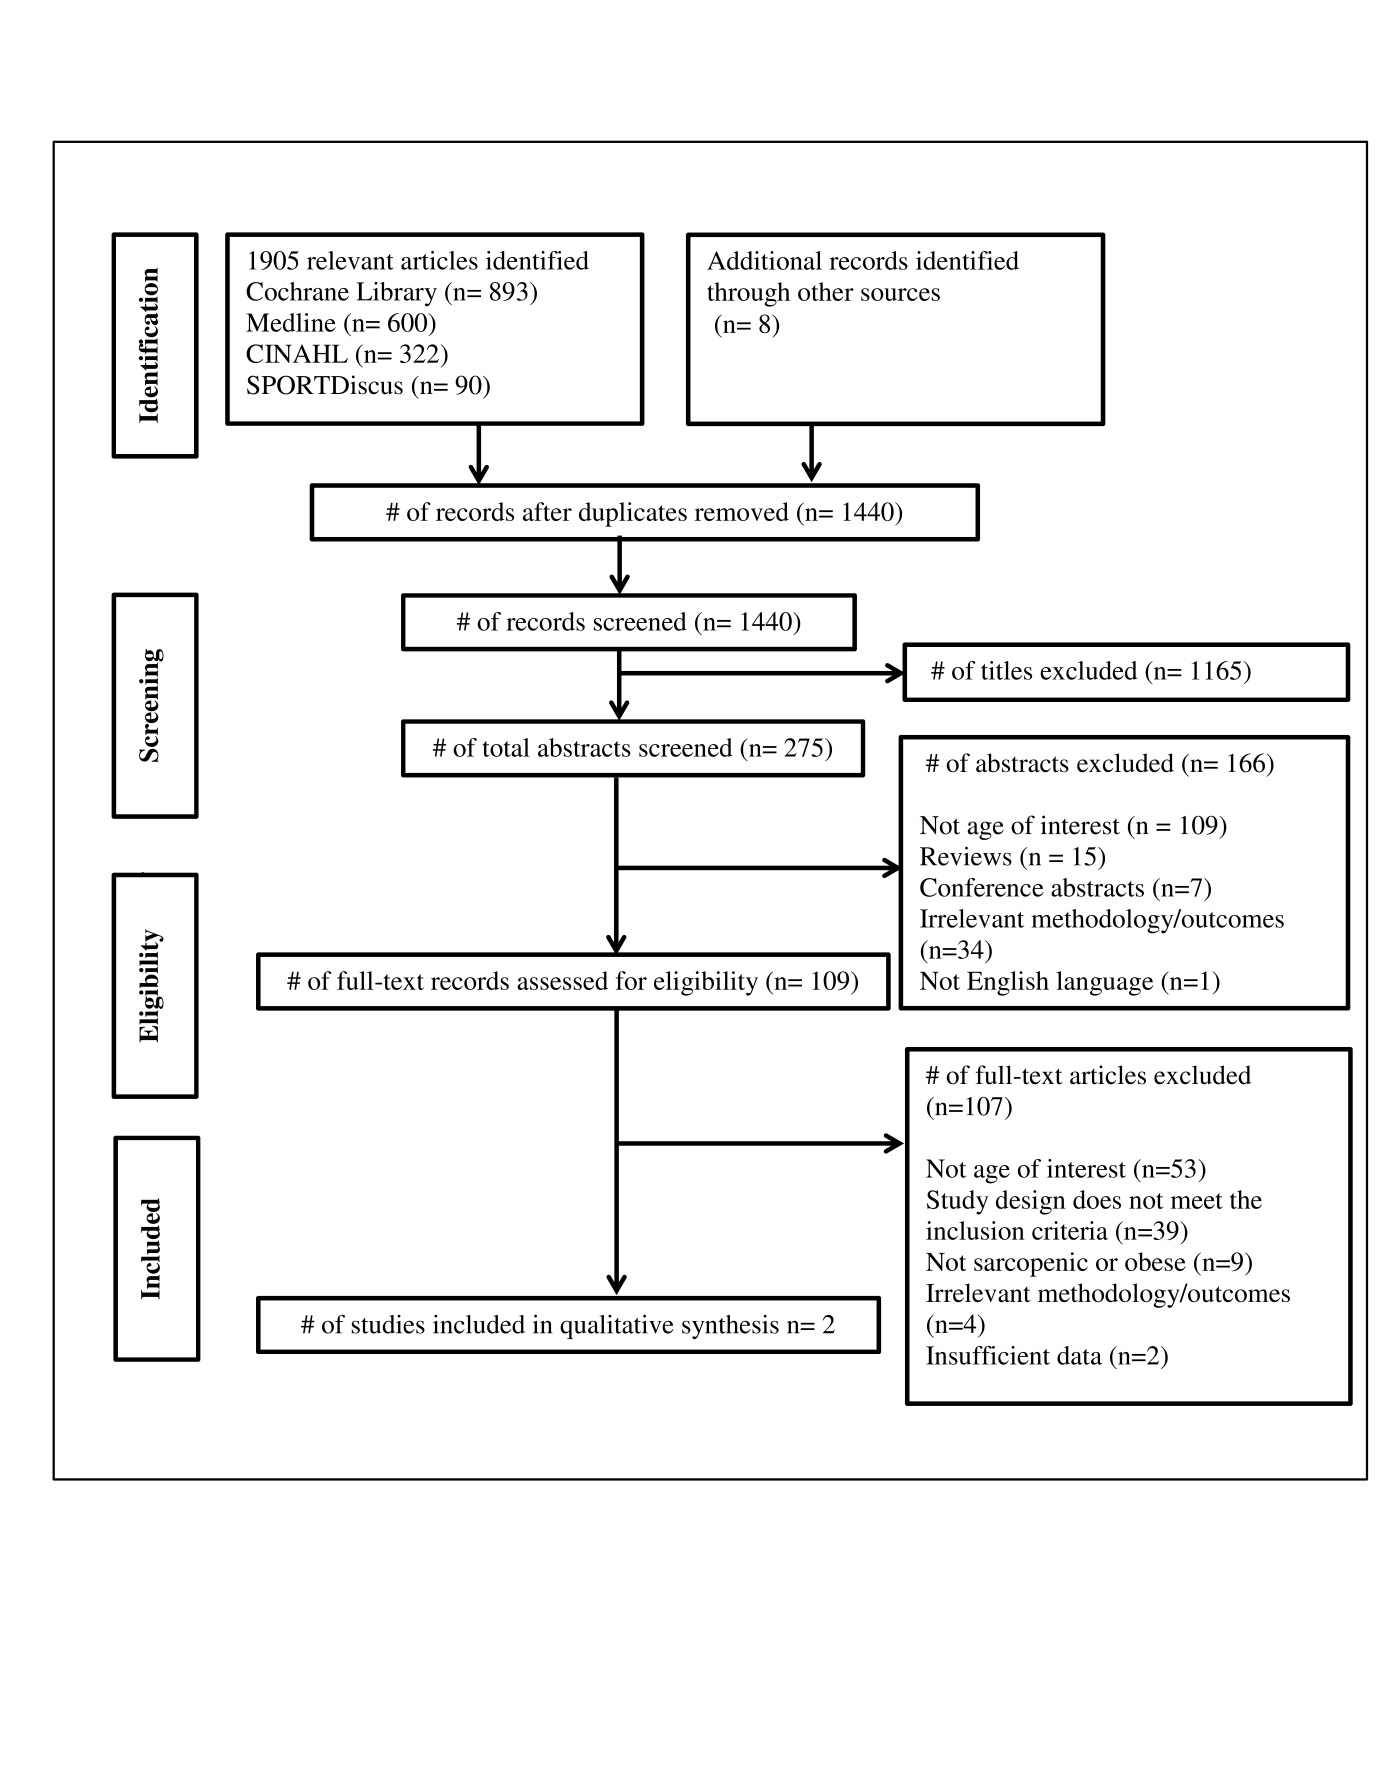 Identification
1905 relevant articles identified
Cochrane Library (n= 893)
Medline (n= 600)
CINAHL (n= 322)
SPORTDiscus (n= 90)
Additional records identified
through other sources
(n= 8)
# of records after duplicates removed (n= 1440)
Screening
# of records screened (n= 1440)
# of titles excluded (n= 1165)
# of total abstracts screened (n= 275)
# of abstracts excluded (n= 166)
Not age of interest (n = 109)
Reviews (n = 15)
Conference abstracts (n=7)
Irrelevant methodology/outcomes
(n=34)
Not English language (n=1)
Eligibility
# of full-text records assessed for eligibility (n= 109)
# of full-text articles excluded
(n=107)
Not age of interest (n=53)
Study design does not meet the
inclusion criteria (n=39)
Not sarcopenic or obese (n=9)
Irrelevant methodology/outcomes
(n=4)
Insufficient data (n=2)
Included
# of studies included in qualitative synthesis n= 2